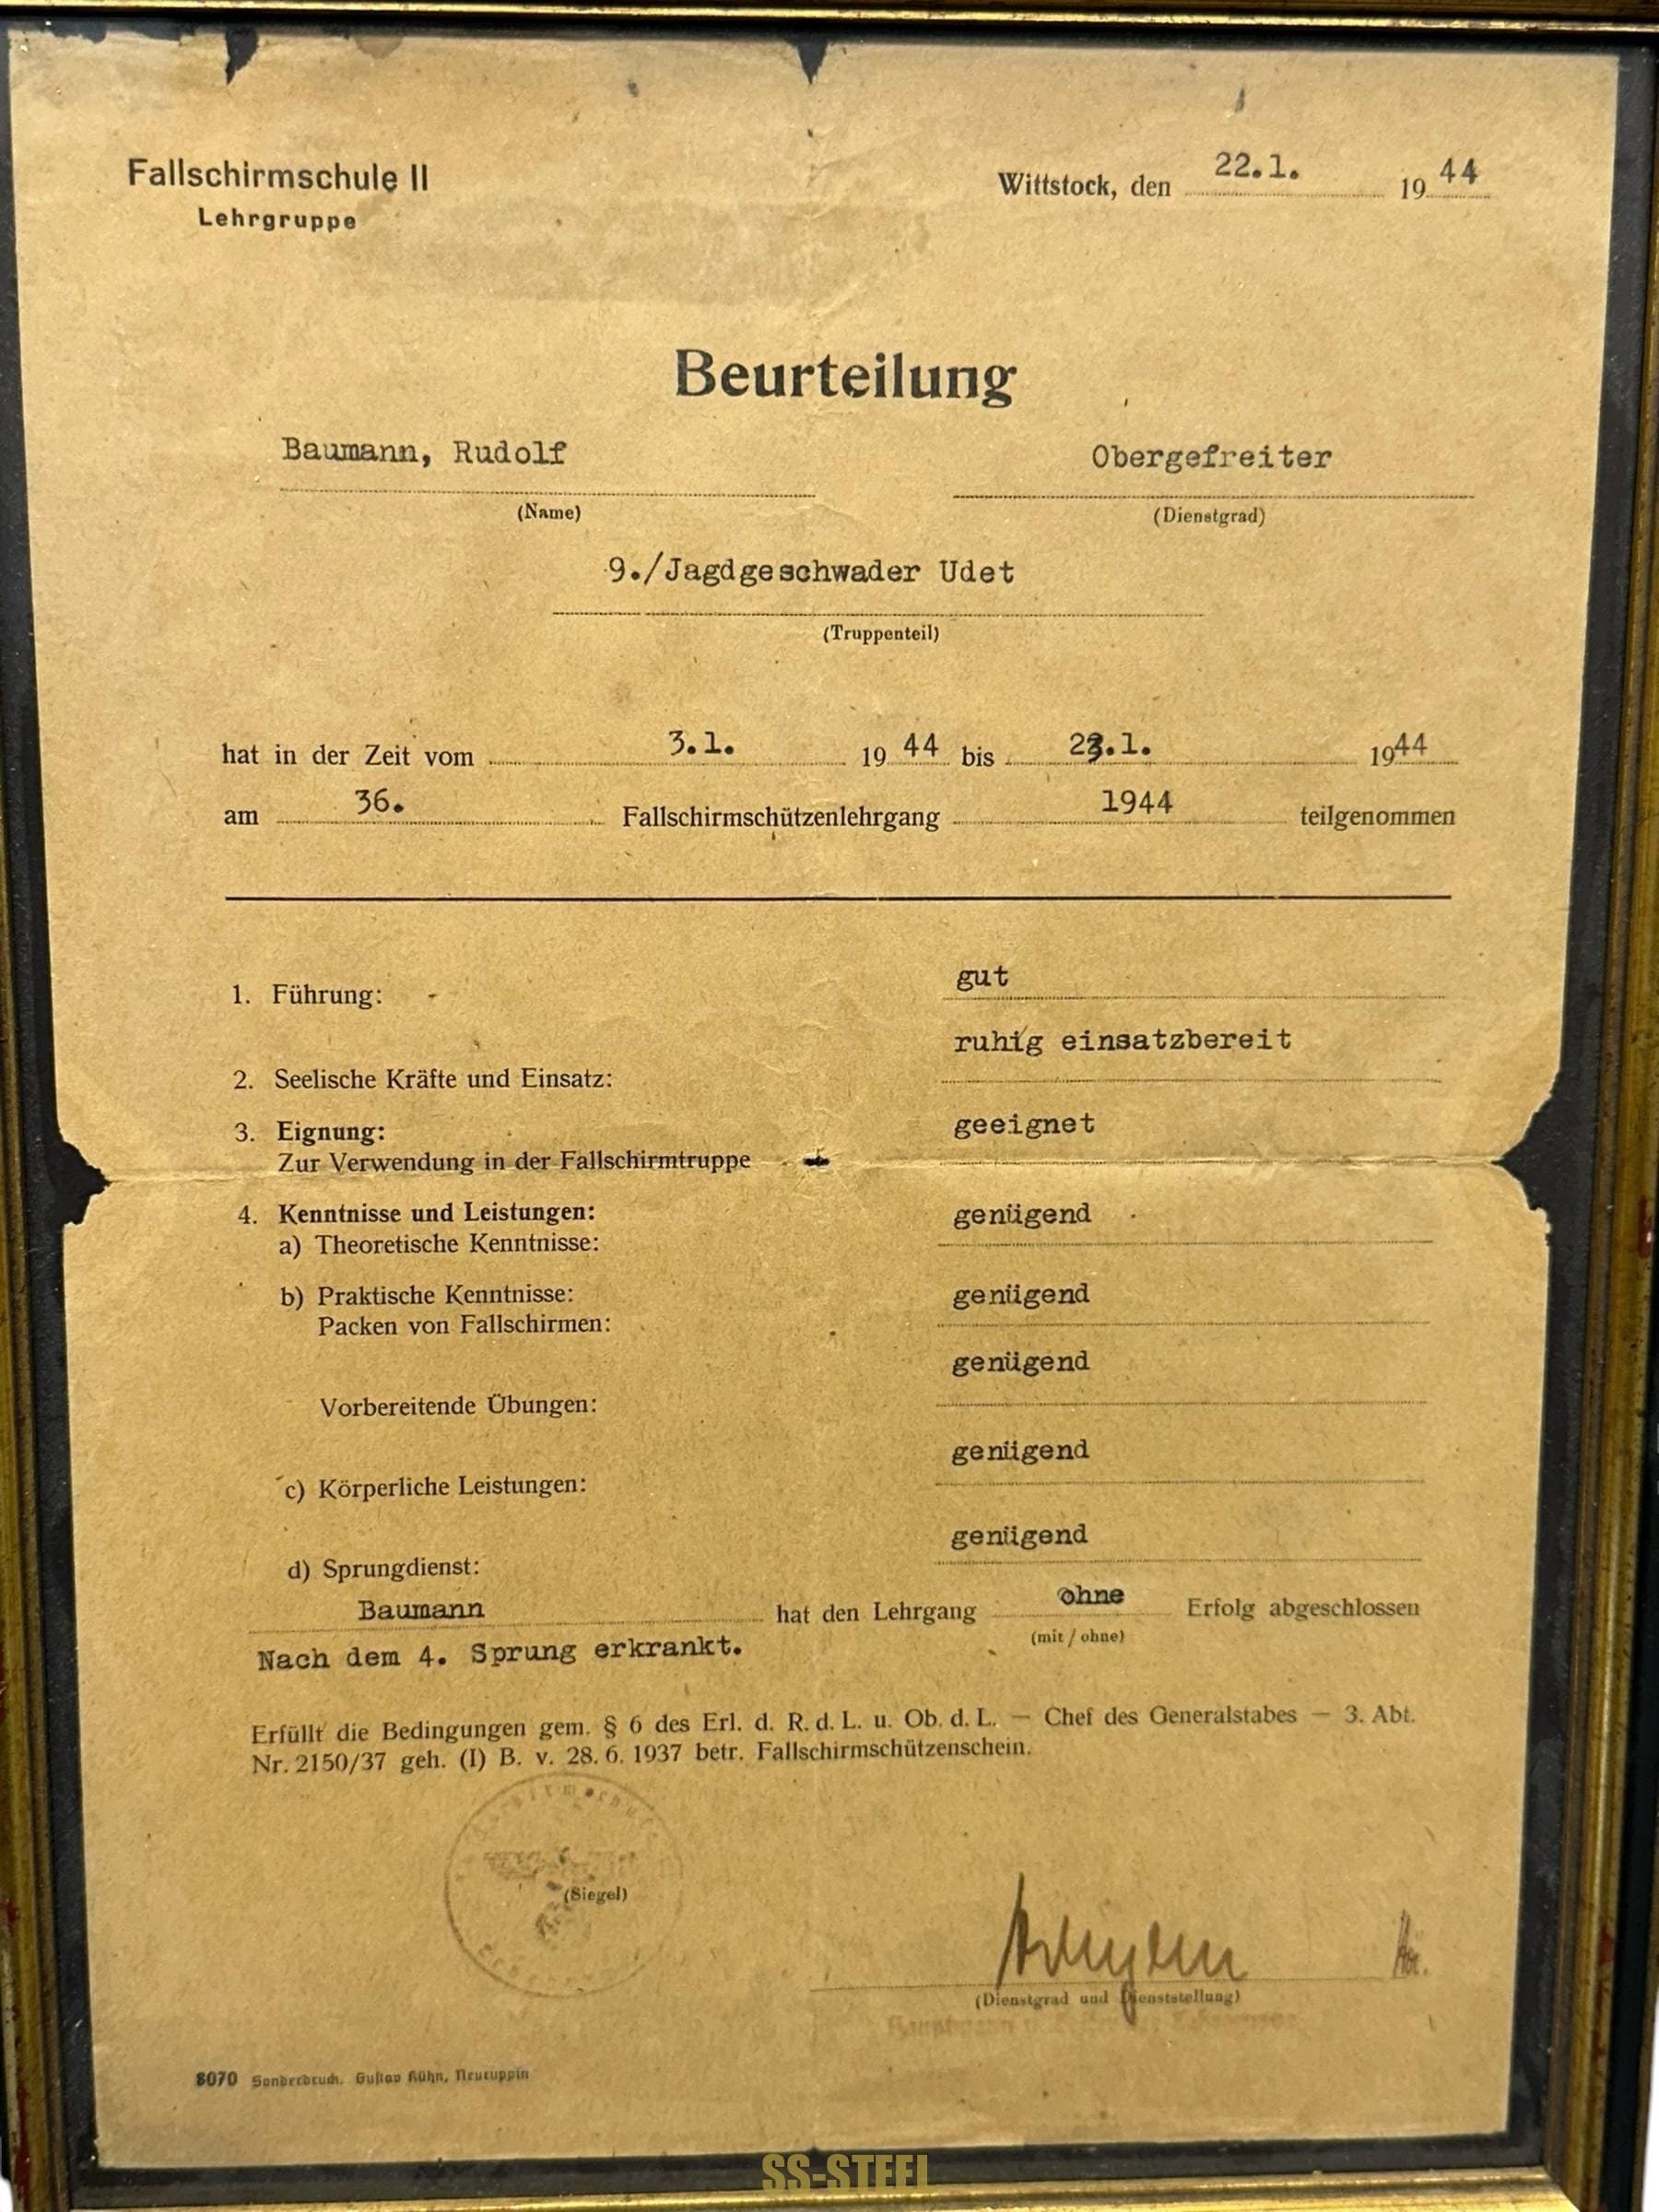 Fallschirmschule II
Lehrgruppe
Wittstock, den 22.1. 1944
Beurteilung
Baumann, Rudolf Obergefreiter
(Name) (Dienstgrad)
9./Jagdgeschwader Udet
(Truppenteil)
hat in der Zeit vom 3.1. 1944 bis 23.1. 1944
am 36. Fallschirmschützenlehrgang 1944 teilgenommen
1. Führung: gut
2. Seelische Kräfte und Einsatz: ruhig einsatzbereit
3. Eignung: geeignet
Zur Verwendung in der Fallschirmtruppe
4. Kenntnisse und Leistungen: genügend
a) Theoretische Kenntnisse:
b) Praktische Kenntnisse: genügend
Packen von Fallschirmen:
genügend
Vorbereitende Übungen:
genügend
c) Körperliche Leistungen:
genügend
d) Sprungdienst:
Baumann hat den Lehrgang ohne Erfolg abgeschlossen
(mit / ohne)
Nach dem 4. Sprung erkrankt.
Erfüllt die Bedingungen gem. § 6 des Erl. d. R. d. L. u. Ob. d. L. — Chef des Generalstabes — 3. Abt.
Nr. 2150/37 geh. (I) B. v. 28. 6. 1937 betr. Fallschirmschützenschein.
(Siegel)
(Dienstgrad und Dienststellung)
Hauptmann
8070 Sonderdruck. Gustav Kühn, Neuruppin
SS-STEEL